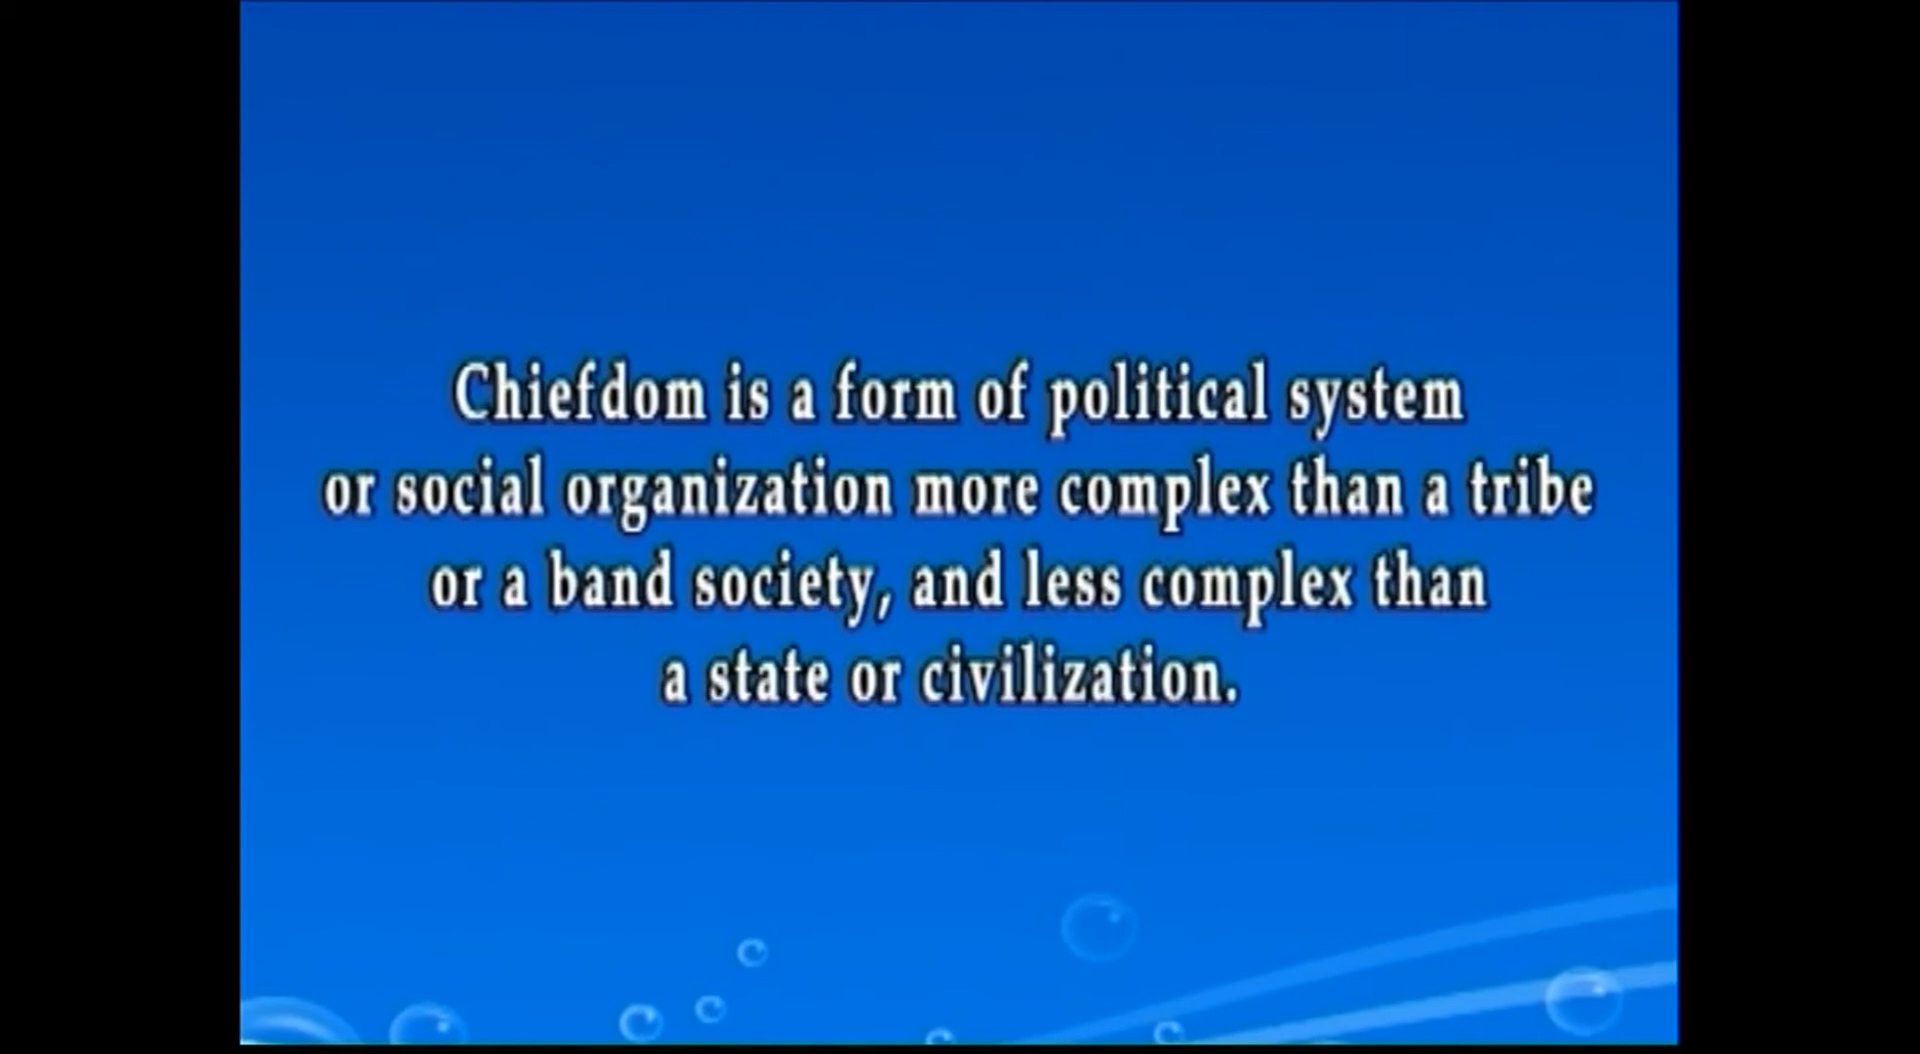 Chiefdom is a form of political system
or social organization more complex than a tribe
or a band society, and less complex than
a state or civilization.